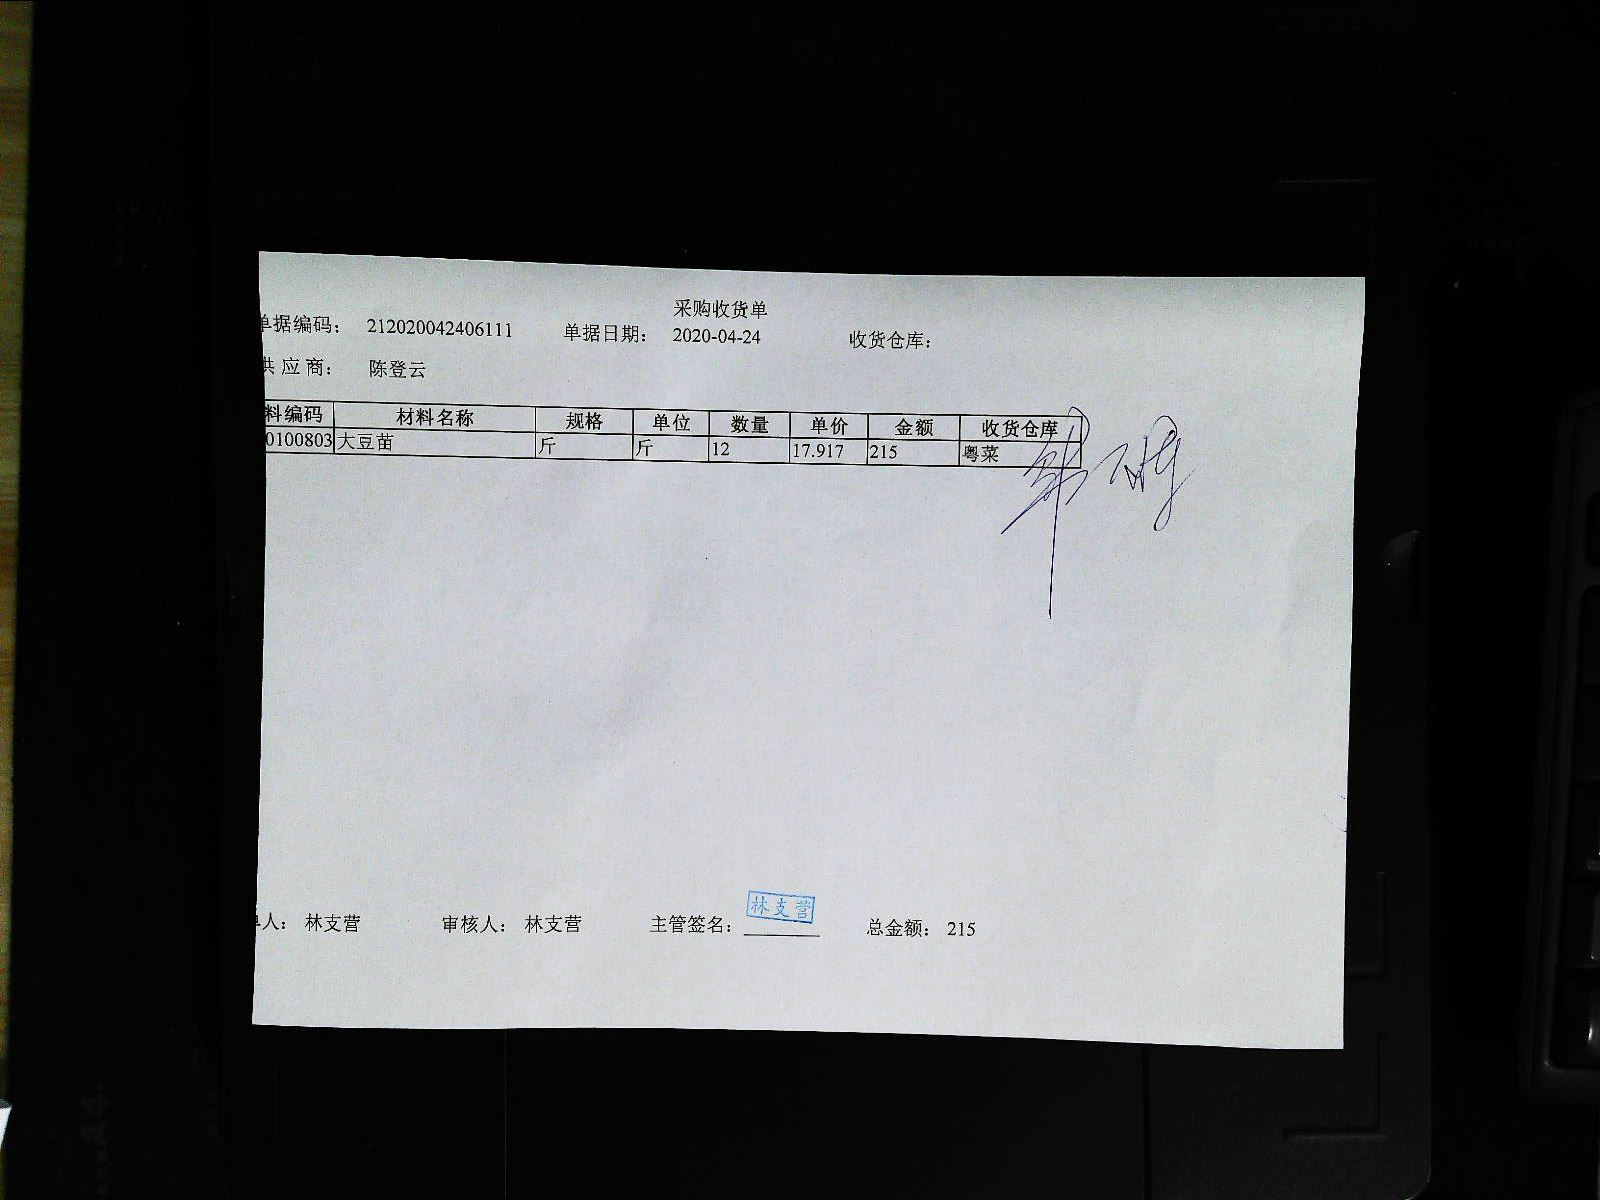 采购收货单
单据编码： 212020042406111 单据日期： 2020-04-24 收货仓库：
供应商： 陈登云
料编码 材料名称 规格 单位 数量 单价 金额 收货仓库
0100803 大豆苗 斤 斤 12 17.917 215 粤菜
林支营
单人： 林支营 审核人： 林支营 主管签名： 总金额： 215